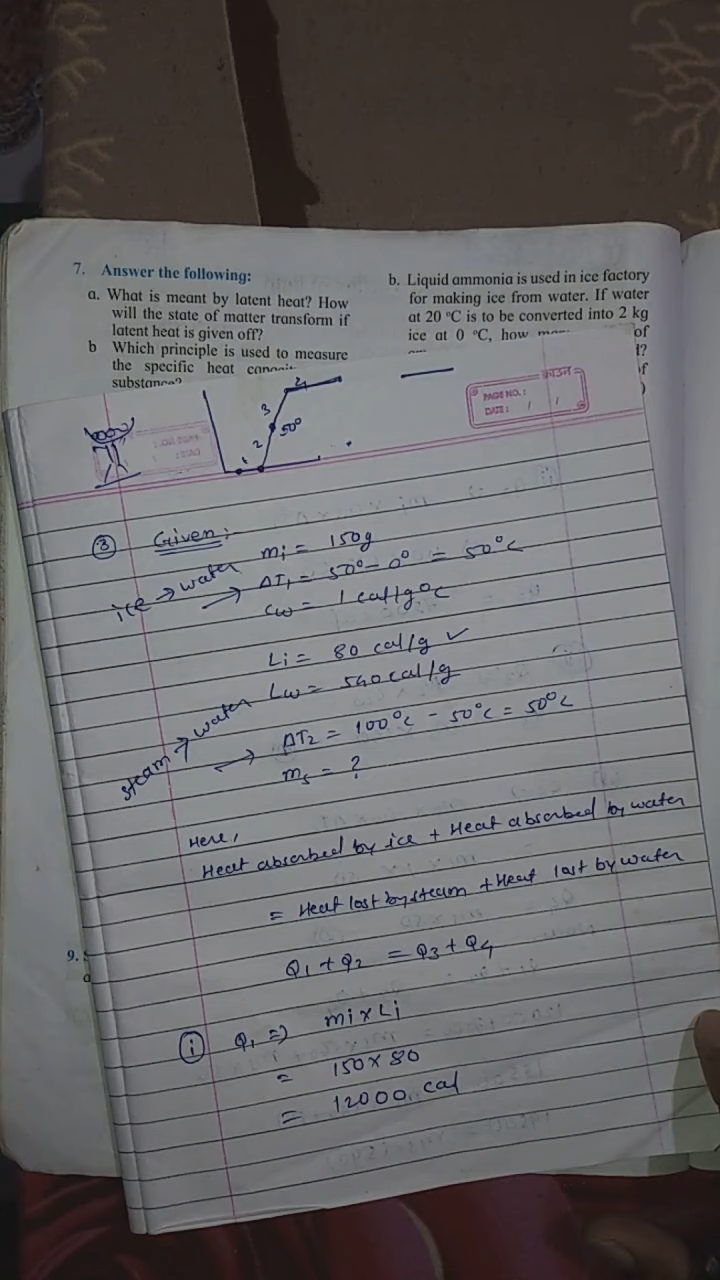 7. Answer the following:
a. What is meant by latent heat? How
will the state of matter transform if
latent heat is given off?
b Which principle is used to measure
the specific heat
substance?
b. Liquid ammonia is used in ice factory
for making ice from water. If water
at 20 °C is to be converted into 2 kg
ice at 0 °C, how of
क्राउन
PAGE NO.:
DATE: / /
2
3
50°
③ Given:
mi = 150g
ice → water → ΔT1 = 50° - 0° = 50°C
Cw = 1 cal/g°C
Li = 80 cal/g ✓
Lw = 540 cal/g
steam → water → ΔT2 = 100°C - 50°C = 50°C
ms = ?
Here,
Heat absorbed by ice + Heat absorbed by water
= Heat lost by steam + Heat lost by water
Q1 + Q2 = Q3 + Q4
ⓘ Q1 ⇒ mi x Li
= 150 x 80
= 12000 cal
9.